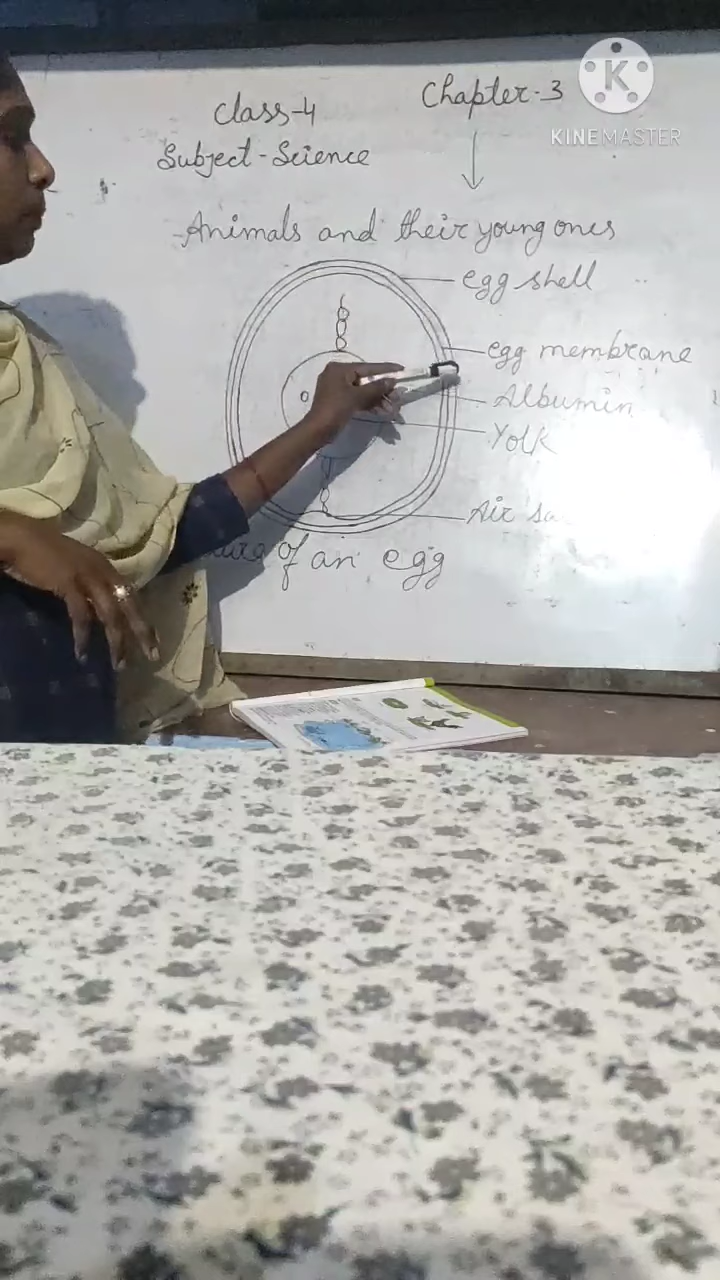 Class-4
Chapter-3
Subject-Science
Animals and their young ones
egg shell
egg membrane
Albumin
Yolk
Air
of an egg
K
KINEMASTER